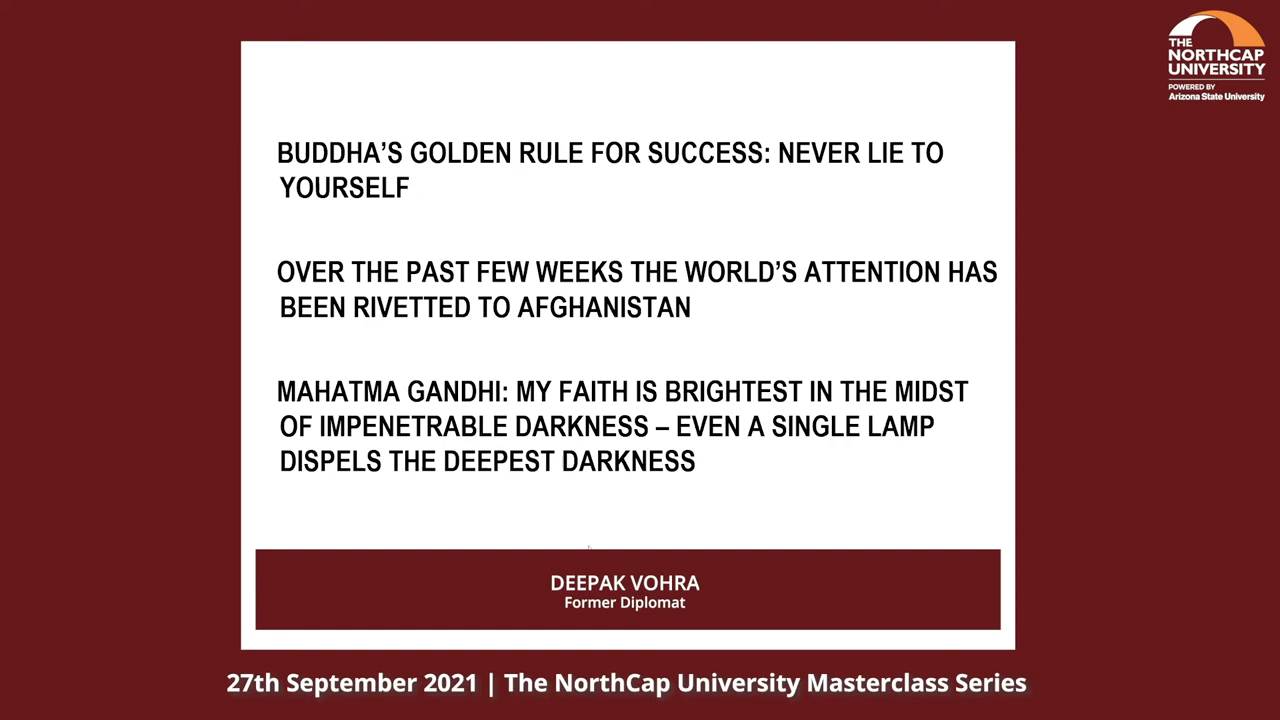 THE
NORTHCAP
UNIVERSITY
POWERED BY
Arizona State University
BUDDHA'S GOLDEN RULE FOR SUCCESS: NEVER LIE TO
YOURSELF
OVER THE PAST FEW WEEKS THE WORLD'S ATTENTION HAS
BEEN RIVETTED TO AFGHANISTAN
MAHATMA GANDHI: MY FAITH IS BRIGHTEST IN THE MIDST
OF IMPENETRABLE DARKNESS – EVEN A SINGLE LAMP
DISPELS THE DEEPEST DARKNESS
DEEPAK VOHRA
Former Diplomat
27th September 2021 | The NorthCap University Masterclass Series